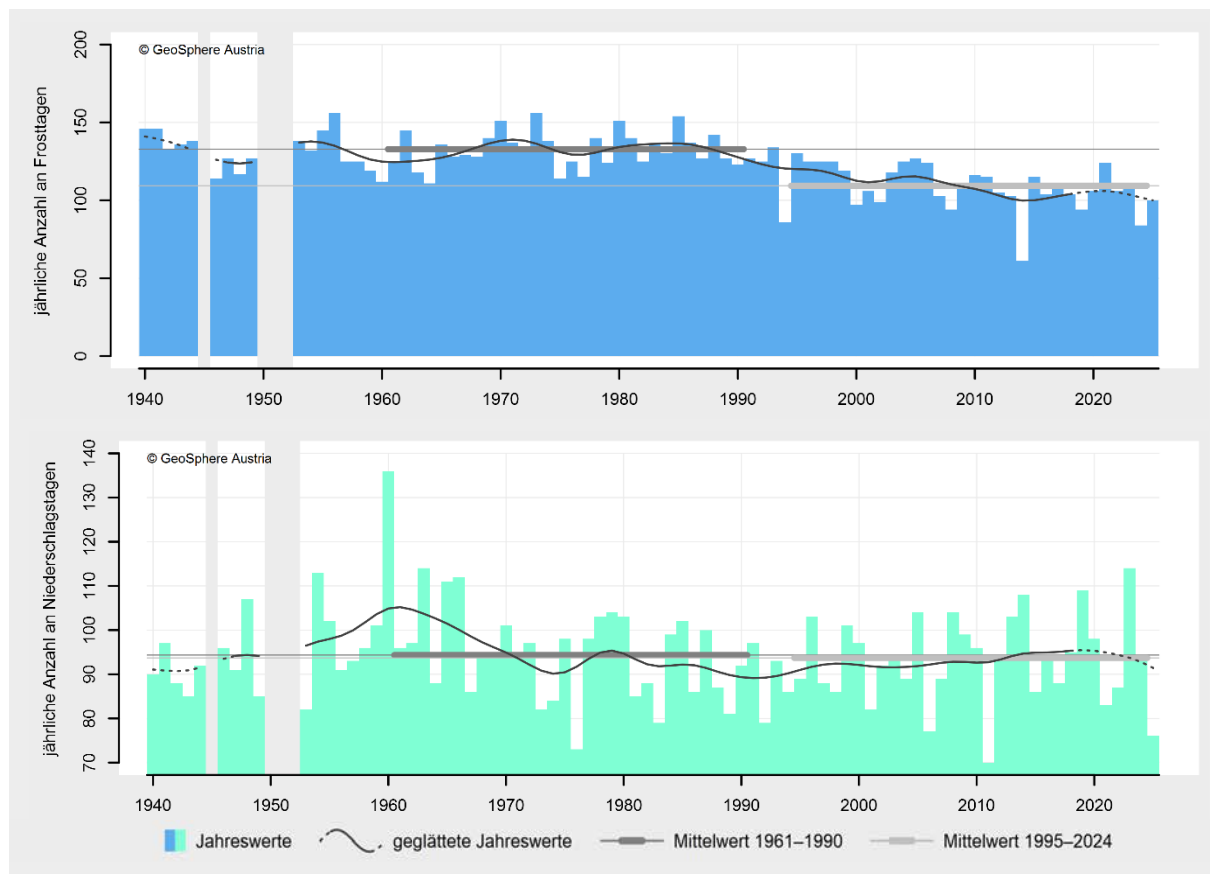 jährliche Anzahl an Frosttagen
200
150
100
50
0
© GeoSphere Austria
1940 1950 1960 1970 1980 1990 2000 2010 2020
jährliche Anzahl an Niederschlagstagen
140
130
120
110
100
90
80
70
© GeoSphere Austria
1940 1950 1960 1970 1980 1990 2000 2010 2020
Jahreswerte geglättete Jahreswerte Mittelwert 1961–1990 Mittelwert 1995–2024